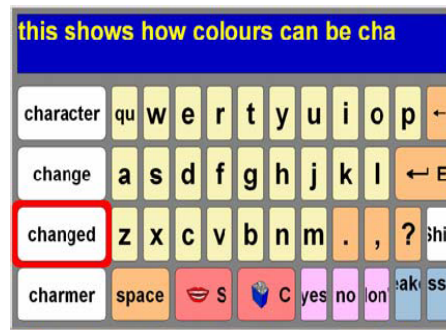 this shows how colours can be cha
character qu w e r t y u i o p ←
change a s d f g h j k l ← E
changed z x c v b n m . , ?
charmer space S C yes no